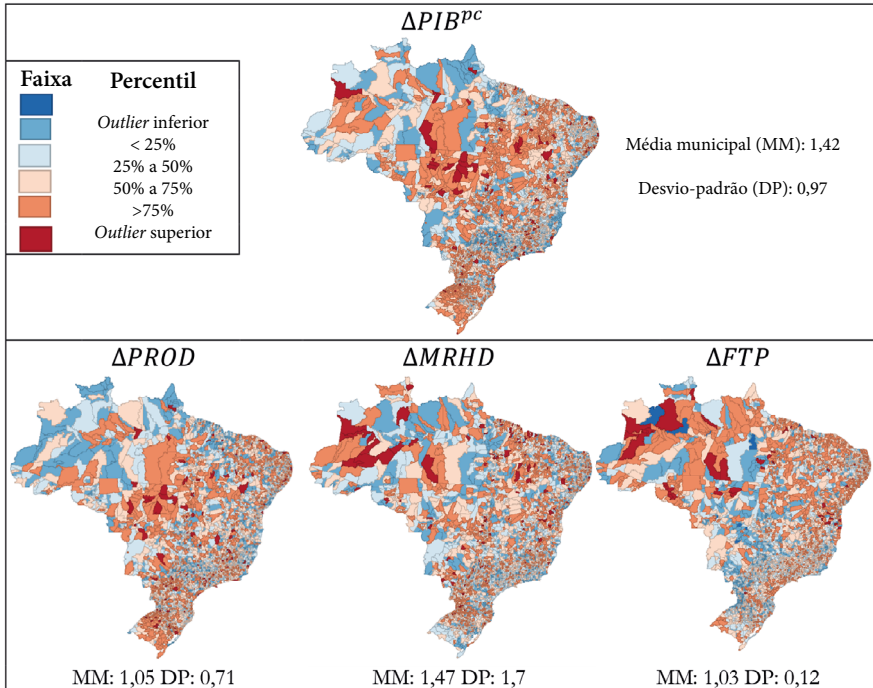 ΔPIB^pc
Faixa Percentil
Outlier inferior
< 25%
25% a 50%
50% a 75%
>75%
Outlier superior
Média municipal (MM): 1,42
Desvio-padrão (DP): 0,97
ΔPROD
ΔMRHD
ΔFTP
MM: 1,05 DP: 0,71
MM: 1,47 DP: 1,7
MM: 1,03 DP: 0,12